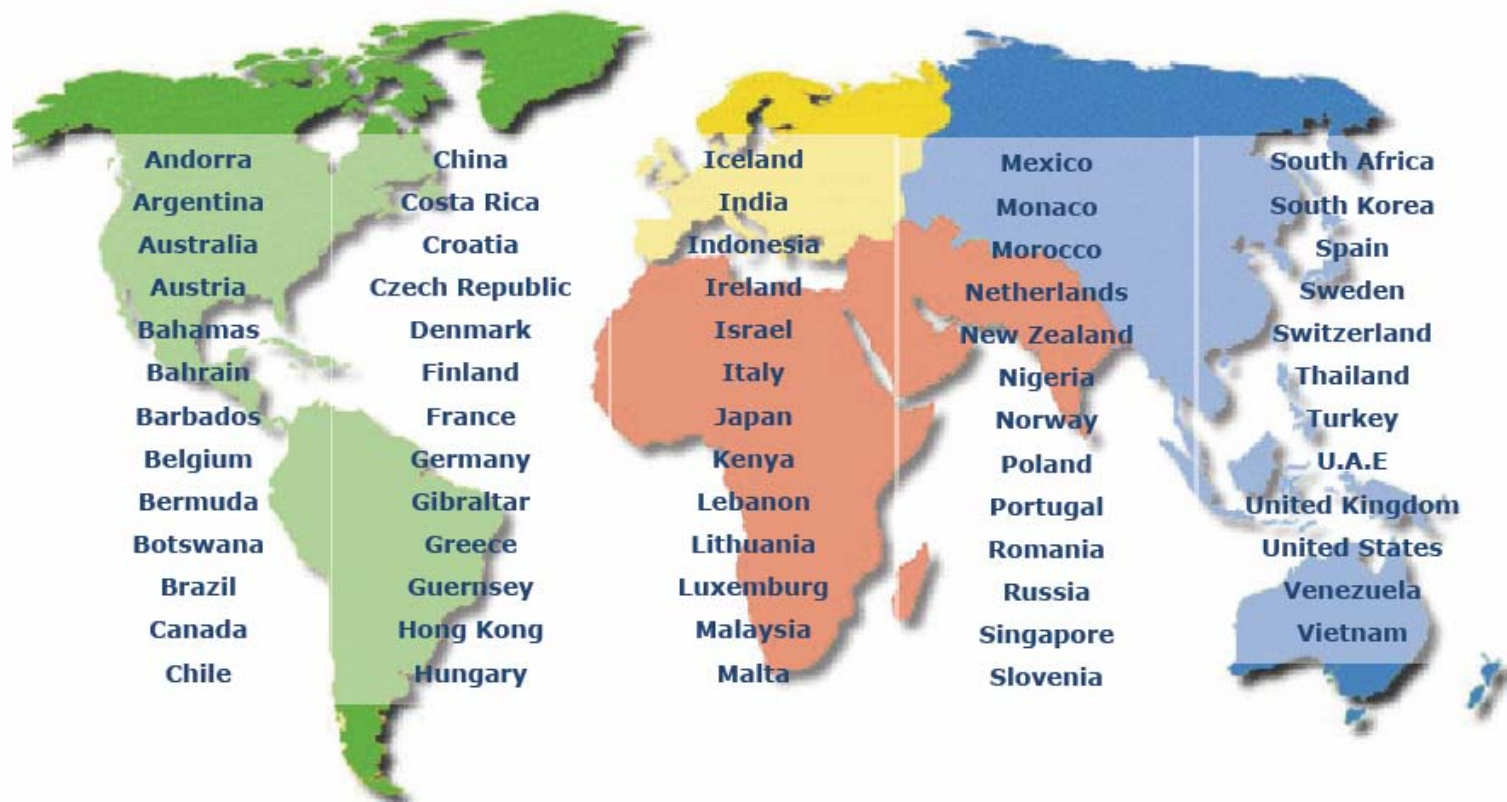 Andorra
Argentina
Australia
Austria
Bahamas
Bahrain
Barbados
Belgium
Bermuda
Botswana
Brazil
Canada
Chile
China
Costa Rica
Croatia
Czech Republic
Denmark
Finland
France
Germany
Gibraltar
Greece
Guernsey
Hong Kong
Hungary
Iceland
India
Indonesia
Ireland
Israel
Italy
Japan
Kenya
Lebanon
Lithuania
Luxemburg
Malaysia
Malta
Mexico
Monaco
Morocco
Netherlands
New Zealand
Nigeria
Norway
Poland
Portugal
Romania
Russia
Singapore
Slovenia
South Africa
South Korea
Spain
Sweden
Switzerland
Thailand
Turkey
U.A.E
United Kingdom
United States
Venezuela
Vietnam